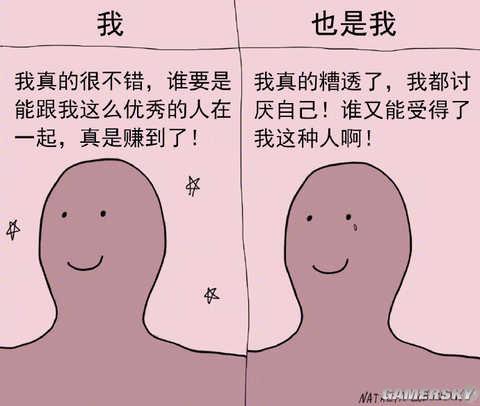 我
我真的很不错，谁要是
能跟我这么优秀的人在
一起，真是赚到了！
也是我
我真的糟透了，我都讨
厌自己！谁又能受得了
我这种人啊！
GAMERSKY